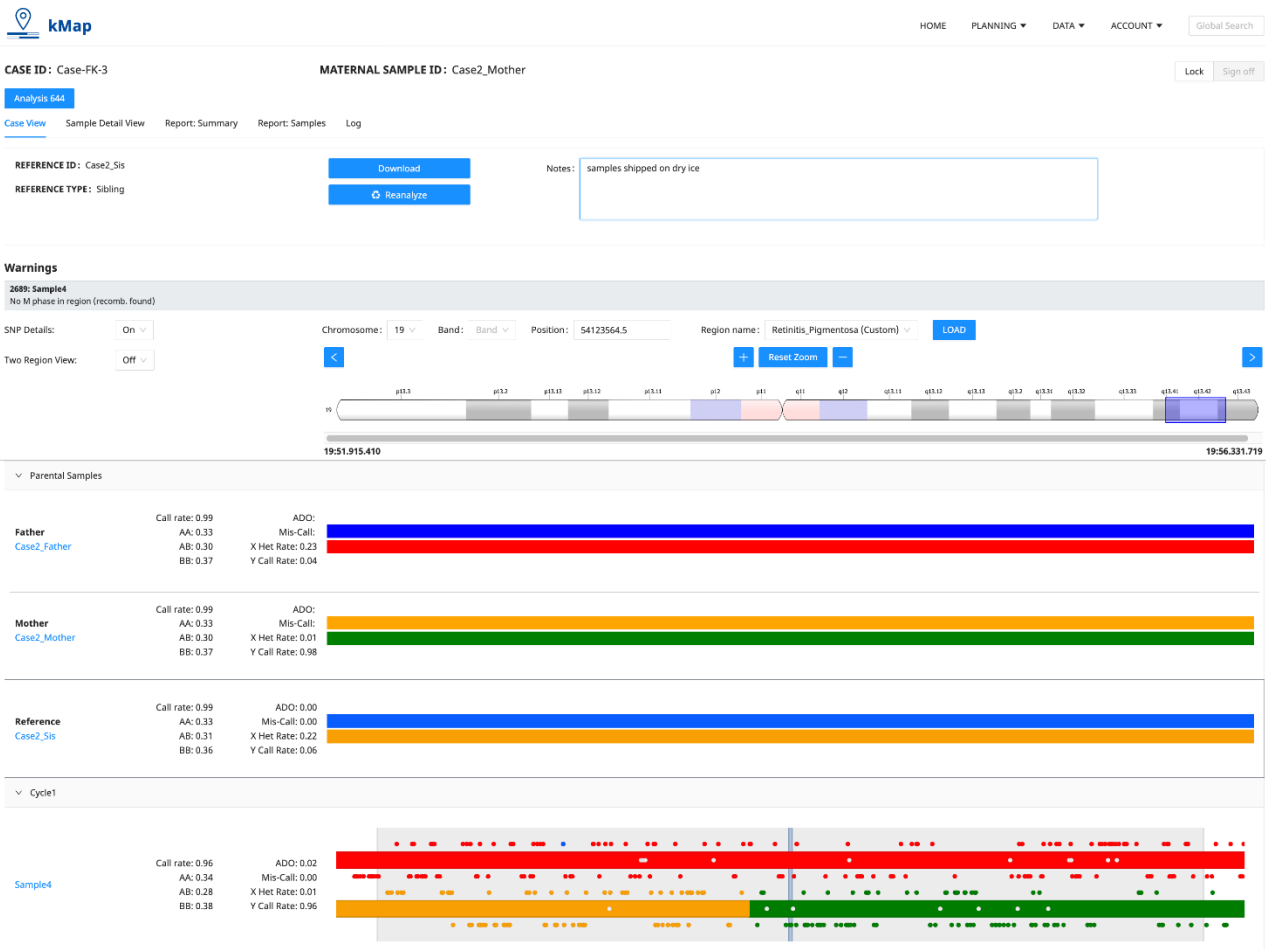 kMap
HOME PLANNING DATA ACCOUNT Global Search
CASE ID: Case-FK-3 MATERNAL SAMPLE ID: Case2_Mother Lock Sign off
Analysis 644
Case View Sample Detail View Report: Summary Report: Samples Log
REFERENCE ID: Case2_Sis Download Notes: samples shipped on dry ice
REFERENCE TYPE: Sibling Reanalyze
Warnings
2689: Sample4
No M phase in region (recomb. found)
SNP Details: On Chromosome: 19 Band: Band Position: 54123564.5 Region name: Retinitis_Pigmentosa (Custom) LOAD
Two Region View: Off < + Reset Zoom − >
p13.3 p13.2 p13.13 p13.12 p13.11 p12 p11 q11 q12 q13.11 q13.12 q13.13 q13.2 q13.31 q13.32 q13.33 q13.41 q13.42 q13.43
19
19:51.915.410 19:56.331.719
Parental Samples
Call rate: 0.99 ADO:
Father AA: 0.33 Mis-Call:
Case2_Father AB: 0.30 X Het Rate: 0.23
BB: 0.37 Y Call Rate: 0.04
Call rate: 0.99 ADO:
Mother AA: 0.33 Mis-Call:
Case2_Mother AB: 0.30 X Het Rate: 0.01
BB: 0.37 Y Call Rate: 0.98
Call rate: 0.99 ADO: 0.00
Reference AA: 0.33 Mis-Call: 0.00
Case2_Sis AB: 0.31 X Het Rate: 0.22
BB: 0.36 Y Call Rate: 0.06
Cycle1
Call rate: 0.96 ADO: 0.02
AA: 0.34 Mis-Call: 0.00
Sample4 AB: 0.28 X Het Rate: 0.01
BB: 0.38 Y Call Rate: 0.96